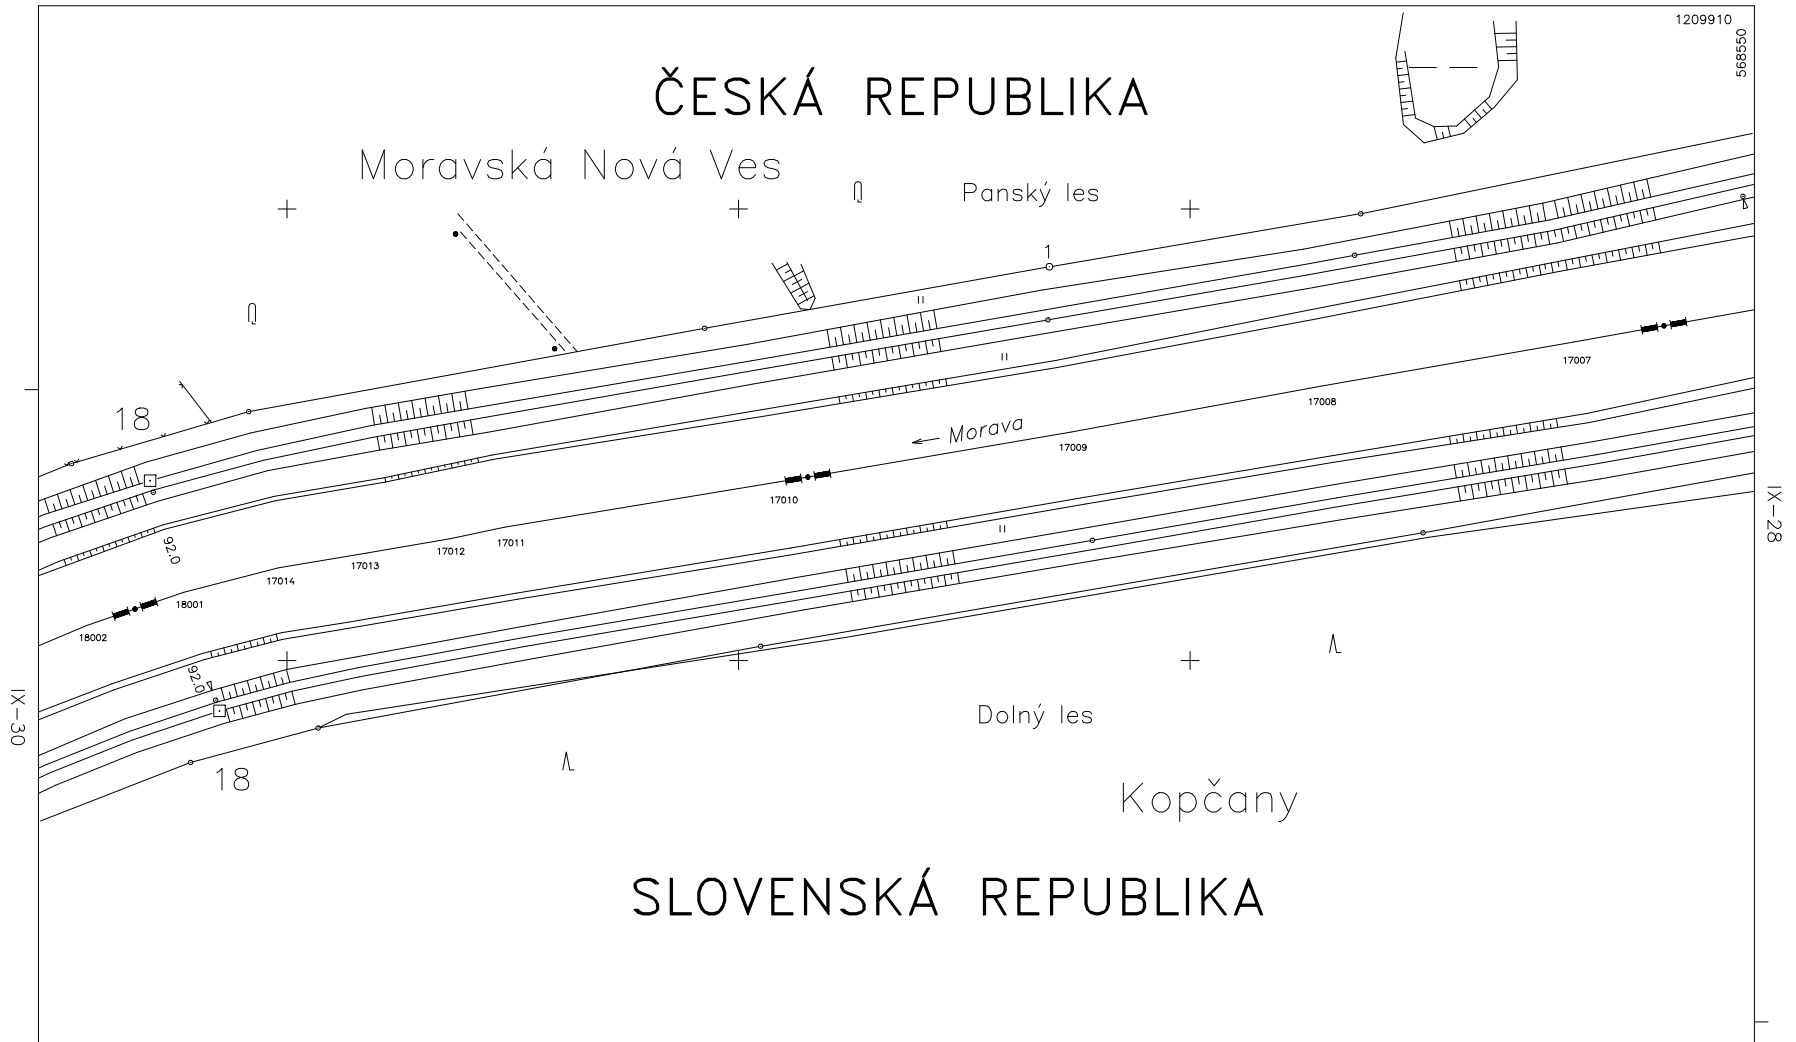 1209910
568550
ČESKÁ REPUBLIKA
Moravská Nová Ves
Panský les
1
17007
18
17008
Morava
17009
17010
IX-28
17011
17012
92.0
17013
17014
18001
18002
92.0
IX-30
Dolný les
18
Kopčany
SLOVENSKÁ REPUBLIKA